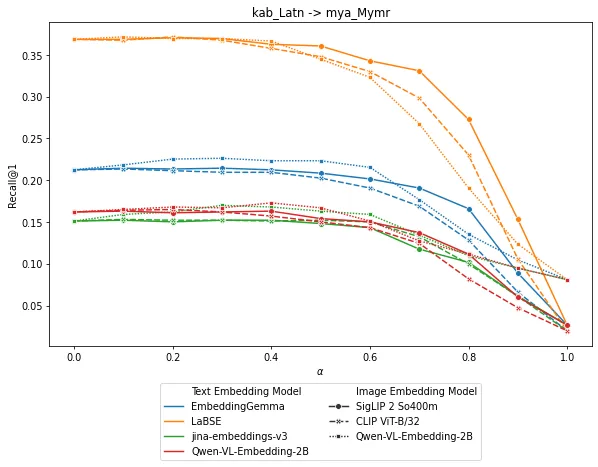 kab_Latn -> mya_Mymr
Recall@1
0.35
0.30
0.25
0.20
0.15
0.10
0.05
0.0 0.2 0.4 0.6 0.8 1.0
α
Text Embedding Model
EmbeddingGemma
LaBSE
jina-embeddings-v3
Qwen-VL-Embedding-2B
Image Embedding Model
SigLIP 2 So400m
CLIP ViT-B/32
Qwen-VL-Embedding-2B